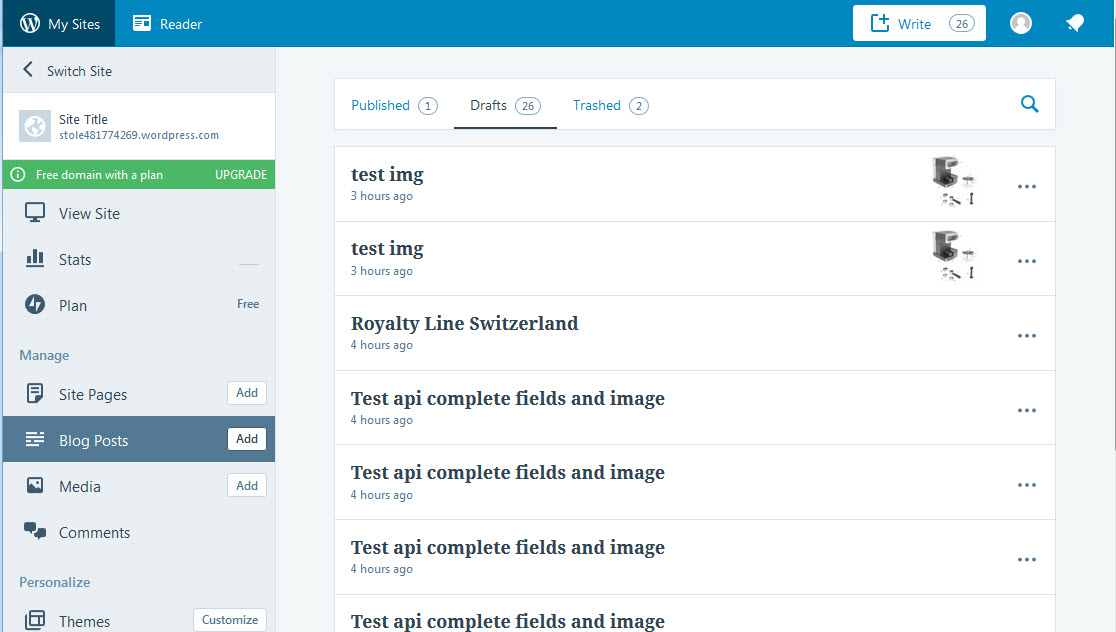 My Sites
Reader
Write 26
Switch Site
Site Title
stole481774269.wordpress.com
Free domain with a plan UPGRADE
View Site
Stats
Plan Free
Manage
Site Pages Add
Blog Posts Add
Media Add
Comments
Personalize
Themes Customize
Published 1 Drafts 26 Trashed 2
test img
3 hours ago
test img
3 hours ago
Royalty Line Switzerland
4 hours ago
Test api complete fields and image
4 hours ago
Test api complete fields and image
4 hours ago
Test api complete fields and image
4 hours ago
Test api complete fields and image